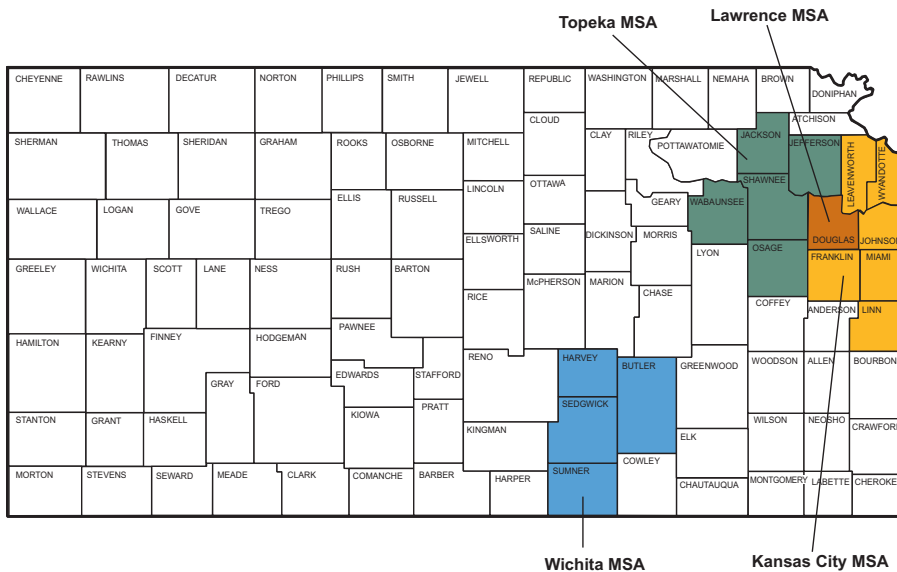 Lawrence MSA
Topeka MSA
CHEYENNE RAWLINS DECATUR NORTON PHILLIPS SMITH JEWELL REPUBLIC WASHINGTON MARSHALL NEMAHA BROWN
DONIPHAN
CLOUD
ATCHISON
SHERMAN THOMAS SHERIDAN GRAHAM ROOKS OSBORNE MITCHELL CLAY RILEY JACKSON JEFFERSON
POTTAWATOMIE
LEAVENWORTH
WYANDOTTE
SHAWNEE
LINCOLN
OTTAWA
WALLACE LOGAN GOVE TREGO ELLIS RUSSELL GEARY WABAUNSEE
ELLSWORTH SALINE DICKINSON MORRIS DOUGLAS JOHNSON
LYON
OSAGE
FRANKLIN MIAMI
GREELEY WICHITA SCOTT LANE NESS RUSH BARTON
McPHERSON MARION
RICE CHASE
COFFEY
ANDERSON LINN
PAWNEE
HAMILTON KEARNY FINNEY HODGEMAN
RENO HARVEY BUTLER GREENWOOD WOODSON ALLEN BOURBON
EDWARDS
STAFFORD
GRAY FORD
KIOWA PRATT
SEDGWICK
STANTON GRANT HASKELL KINGMAN WILSON NEOSHO
CRAWFORD
ELK
COWLEY
MORTON STEVENS SEWARD MEADE CLARK COMANCHE BARBER HARPER SUMNER
CHAUTAUQUA MONTGOMERY LABETTE CHEROKE
Wichita MSA
Kansas City MSA